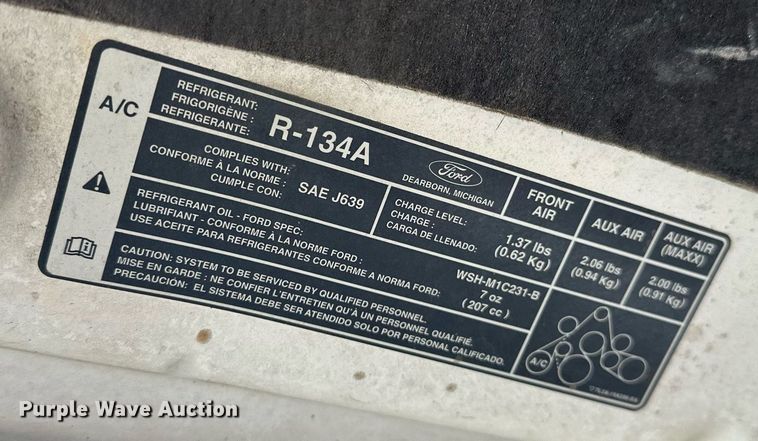 A/C
REFRIGERANT:
FRIGORIGÈNE :
REFRIGERANTE:
R-134A
COMPLIES WITH:
CONFORME À LA NORME :
CUMPLE CON:
SAE J639
Ford
DEARBORN, MICHIGAN
FRONT
AIR
AUX AIR
AUX AIR
(MAXX)
CHARGE LEVEL:
CHARGE :
CARGA DE LLENADO:
1.37 lbs
(0.62 Kg)
2.06 lbs
(0.94 Kg)
2.00 lbs
(0.91 Kg)
REFRIGERANT OIL - FORD SPEC:
LUBRIFIANT - CONFORME À LA NORME FORD :
USE ACEITE PARA REFRIGERANTES CONFORME A NORMA FORD:
WSH-M1C231-B
7 oz
(207 cc)
CAUTION: SYSTEM TO BE SERVICED BY QUALIFIED PERSONNEL.
MISE EN GARDE : NE CONFIER L'ENTRETIEN QU'À UN PERSONNEL QUALIFIÉ.
PRECAUCIÓN: EL SISTEMA DEBE SER ATENDIDO SOLO POR PERSONAL CALIFICADO.
A/C
Purple Wave Auction